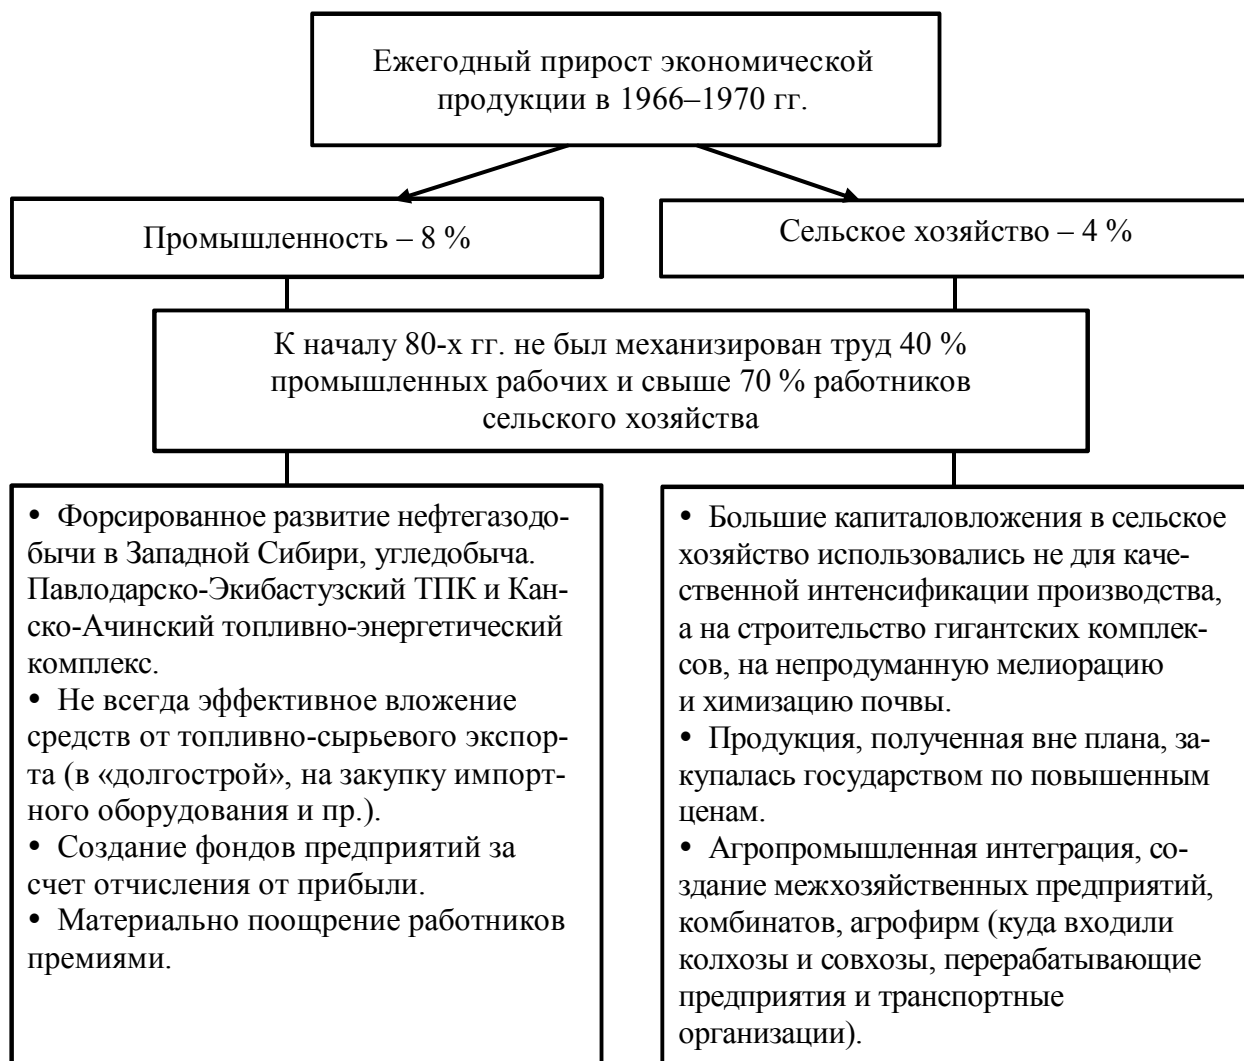 Ежегодный прирост экономической
продукции в 1966–1970 гг.
Промышленность – 8 %
Сельское хозяйство – 4 %
К началу 80-х гг. не был механизирован труд 40 %
промышленных рабочих и свыше 70 % работников
сельского хозяйства
• Форсированное развитие нефтегазодо-
бычи в Западной Сибири, угледобыча.
Павлодарско-Экибастузский ТПК и Кан-
ско-Ачинский топливно-энергетический
комплекс.
• Не всегда эффективное вложение
средств от топливно-сырьевого экспор-
та (в «долгострой», на закупку импорт-
ного оборудования и пр.).
• Создание фондов предприятий за
счет отчисления от прибыли.
• Материально поощрение работников
премиями.
• Большие капиталовложения в сельское
хозяйство использовались не для каче-
ственной интенсификации производства,
а на строительство гигантских комплек-
сов, на непродуманную мелиорацию
и химизацию почвы.
• Продукция, полученная вне плана, за-
купалась государством по повышенным
ценам.
• Агропромышленная интеграция, со-
здание межхозяйственных предприятий,
комбинатов, агрофирм (куда входили
колхозы и совхозы, перерабатывающие
предприятия и транспортные
организации).